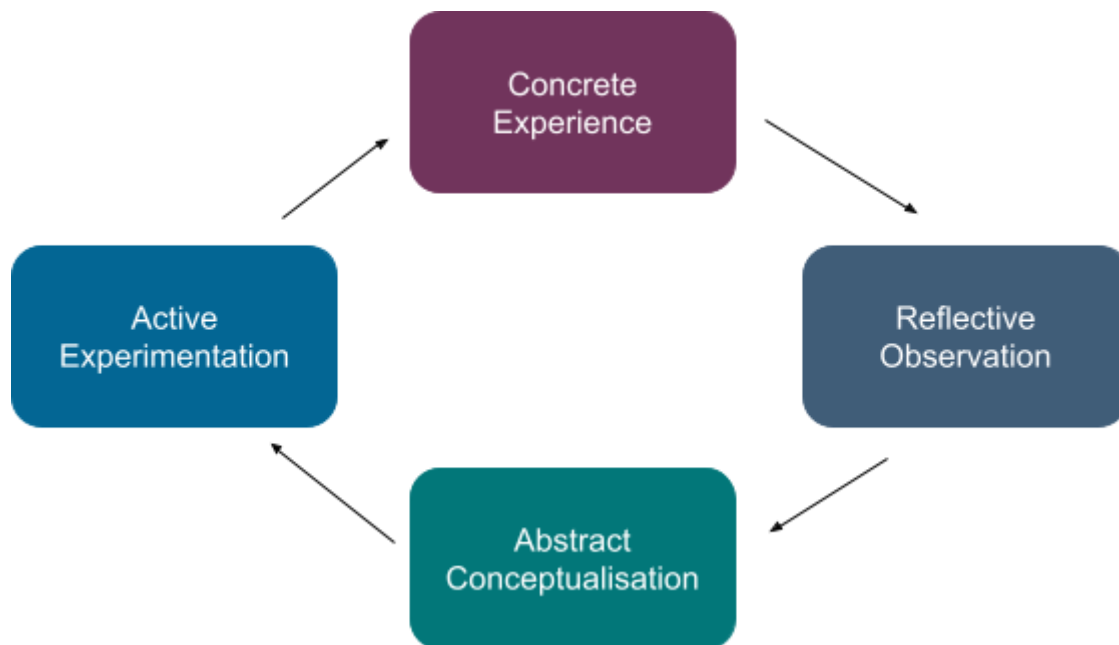 Concrete
Experience
Active
Experimentation
Reflective
Observation
Abstract
Conceptualisation